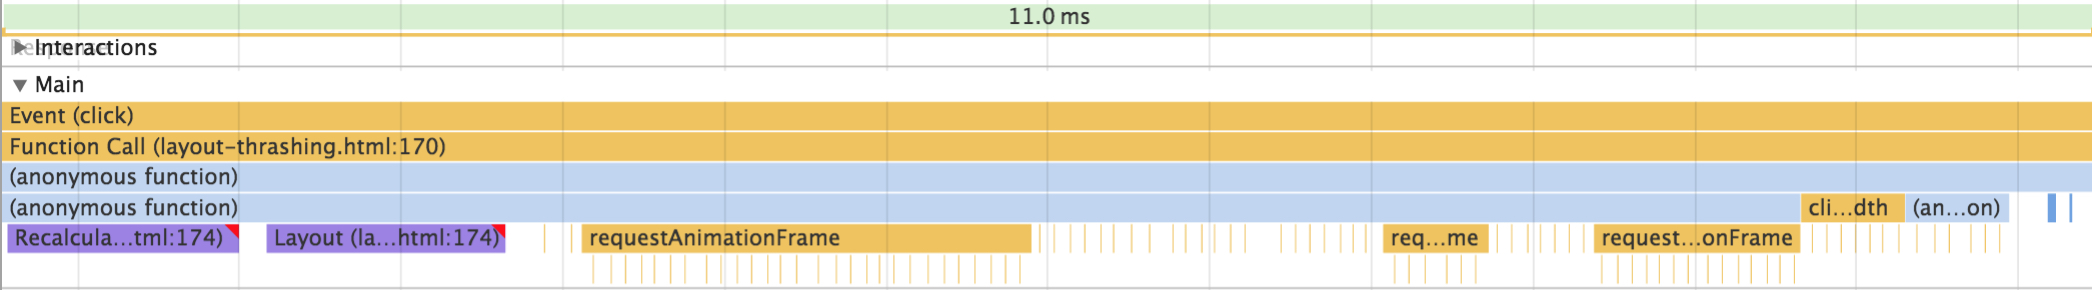 11.0 ms
Interactions
Main
Event (click)
Function Call (layout-thrashing.html:170)
(anonymous function)
(anonymous function) cli...dth (an...on)
Recalcula...tml:174) Layout (la...html:174) requestAnimationFrame req...me request...onFrame